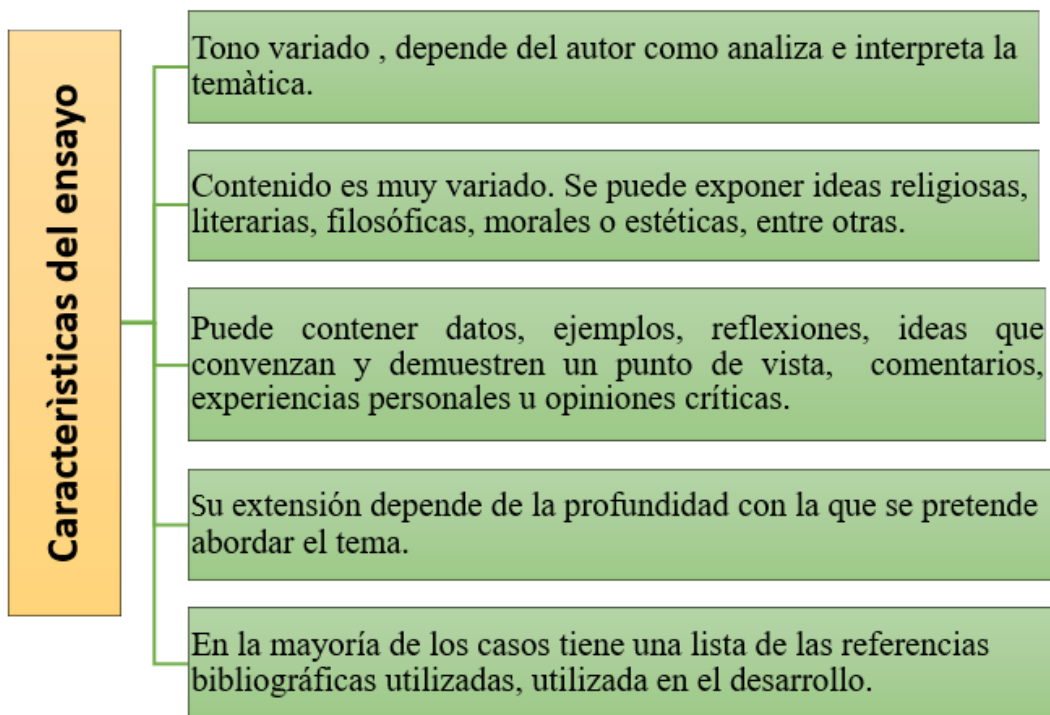 Caracterìsticas del ensayo
Tono variado , depende del autor como analiza e interpreta la
temàtica.
Contenido es muy variado. Se puede exponer ideas religiosas,
literarias, filosóficas, morales o estéticas, entre otras.
Puede contener datos, ejemplos, reflexiones, ideas que
convenzan y demuestren un punto de vista, comentarios,
experiencias personales u opiniones críticas.
Su extensión depende de la profundidad con la que se pretende
abordar el tema.
En la mayoría de los casos tiene una lista de las referencias
bibliográficas utilizadas, utilizada en el desarrollo.